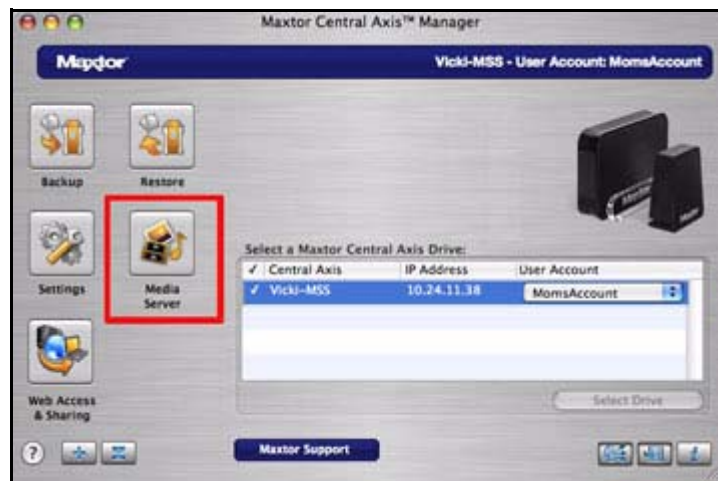 Maxtor Central Axis™ Manager
Maxtor
Vicki-MSS - User Account: MomsAccount
Backup
Restore
Settings
Media
Server
Web Access
& Sharing
Select a Maxtor Central Axis Drive:
✓ Central Axis IP Address User Account
✓ Vicki-MSS 10.24.11.38 MomsAccount
Select Drive
? Maxtor Support i